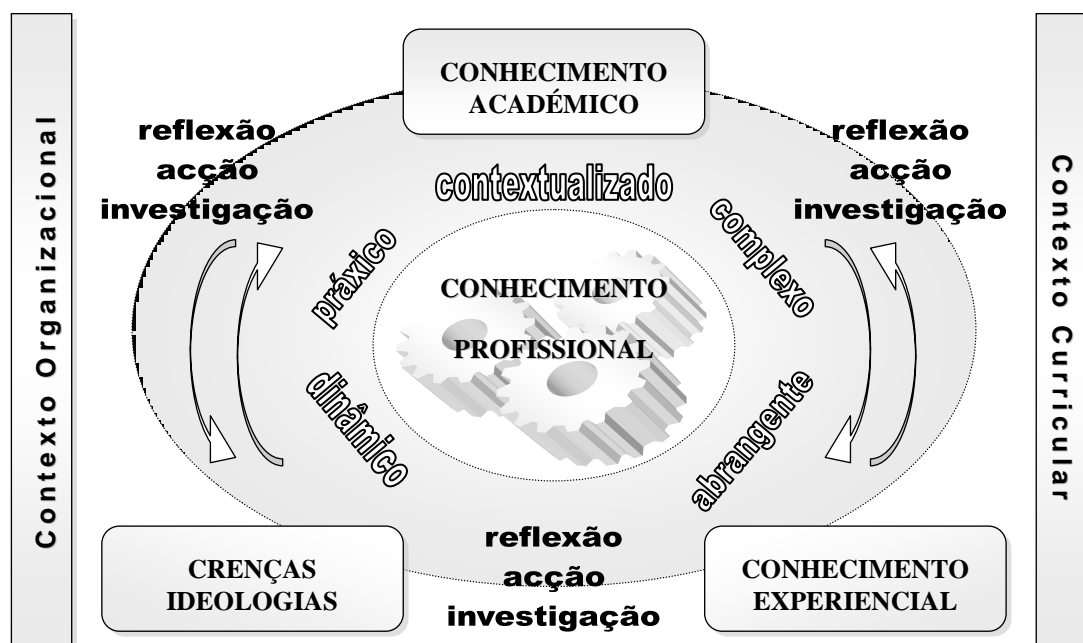 Contexto Organizacional
CONHECIMENTO
ACADÉMICO
reflexão
acção
investigação
reflexão
acção
investigação
contextualizado
práxico
complexo
CONHECIMENTO
PROFISSIONAL
dinâmico
abrangente
CRENÇAS
IDEOLOGIAS
reflexão
acção
investigação
CONHECIMENTO
EXPERIENCIAL
Contexto Curricular